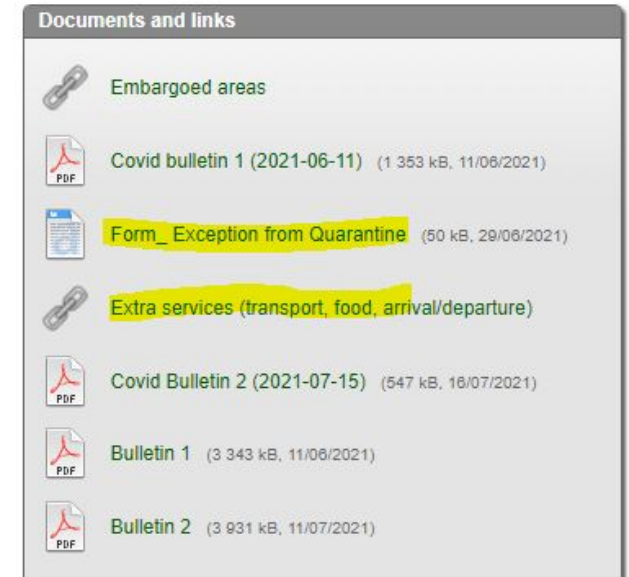 Documents and links
Embargoed areas
PDF
Covid bulletin 1 (2021-06-11) (1 353 kB, 11/06/2021)
Form_ Exception from Quarantine (50 kB, 29/06/2021)
Extra services (transport, food, arrival/departure)
PDF
Covid Bulletin 2 (2021-07-15) (547 kB, 16/07/2021)
PDF
Bulletin 1 (3 343 kB, 11/06/2021)
PDF
Bulletin 2 (3 931 kB, 11/07/2021)